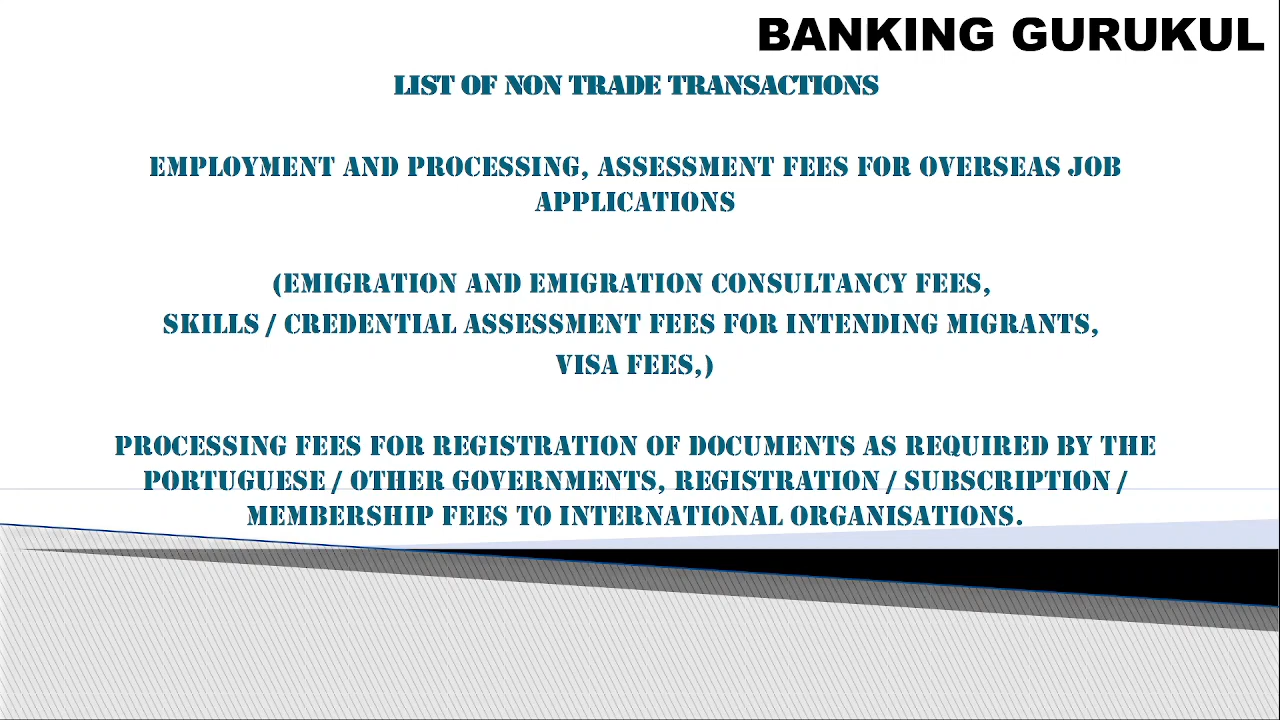 BANKING GURUKUL
LIST OF NON TRADE TRANSACTIONS
EMPLOYMENT AND PROCESSING, ASSESSMENT FEES FOR OVERSEAS JOB
APPLICATIONS
(EMIGRATION AND EMIGRATION CONSULTANCY FEES,
SKILLS / CREDENTIAL ASSESSMENT FEES FOR INTENDING MIGRANTS,
VISA FEES,)
PROCESSING FEES FOR REGISTRATION OF DOCUMENTS AS REQUIRED BY THE
PORTUGUESE / OTHER GOVERNMENTS, REGISTRATION / SUBSCRIPTION /
MEMBERSHIP FEES TO INTERNATIONAL ORGANISATIONS.